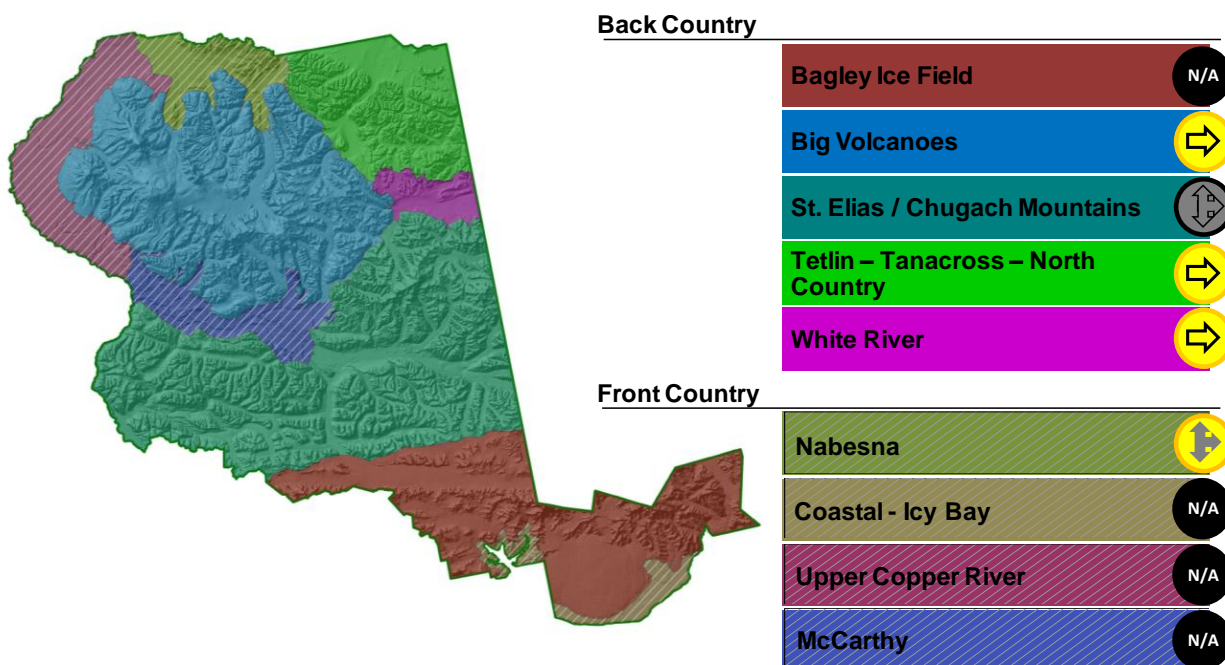 Back Country
Bagley Ice Field
N/A
Big Volcanoes
St. Elias / Chugach Mountains
Tetlin – Tanacross – North
Country
White River
Front Country
Nabesna
Coastal - Icy Bay
N/A
Upper Copper River
N/A
McCarthy
N/A